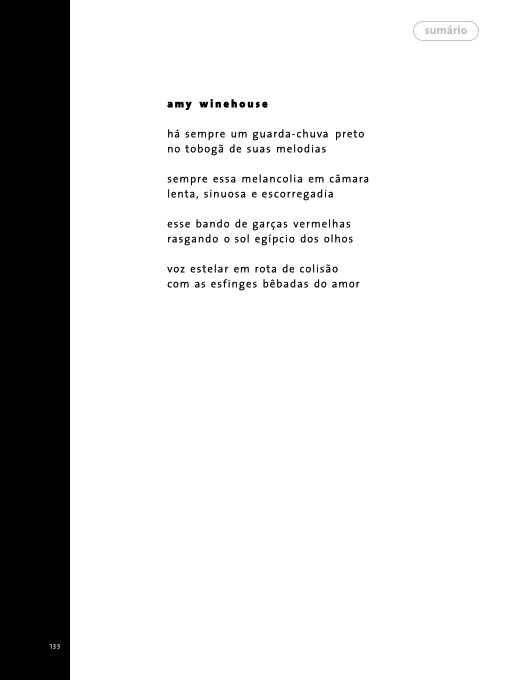 sumário
amy winehouse
há sempre um guarda-chuva preto
no tobogã de suas melodias
sempre essa melancolia em câmara
lenta, sinuosa e escorregadia
esse bando de garças vermelhas
rasgando o sol egípcio dos olhos
voz estelar em rota de colisão
com as esfinges bêbadas do amor
133